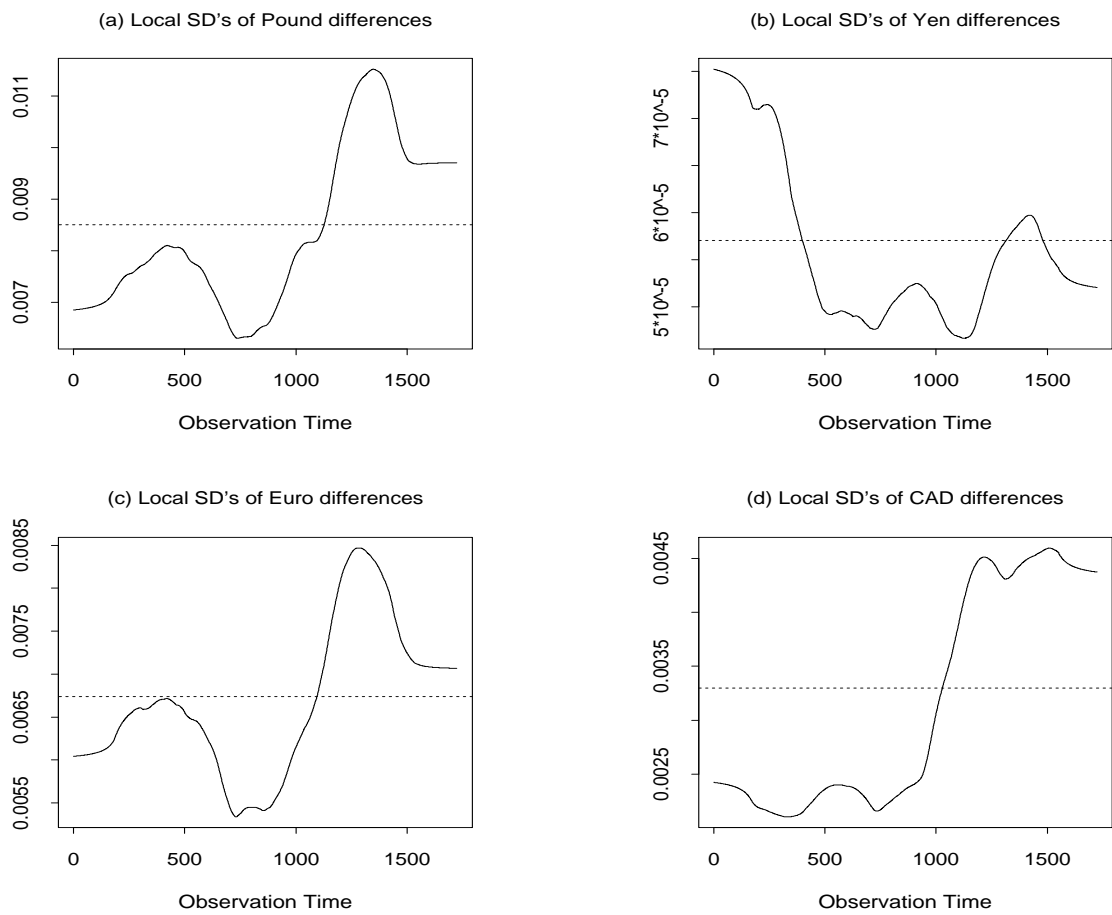 (a) Local SD's of Pound differences
0.011
0.009
0.007
0 500 1000 1500
Observation Time
(b) Local SD's of Yen differences
7*10^-5
6*10^-5
5*10^-5
0 500 1000 1500
Observation Time
(c) Local SD's of Euro differences
0.0085
0.0075
0.0065
0.0055
0 500 1000 1500
Observation Time
(d) Local SD's of CAD differences
0.0045
0.0035
0.0025
0 500 1000 1500
Observation Time